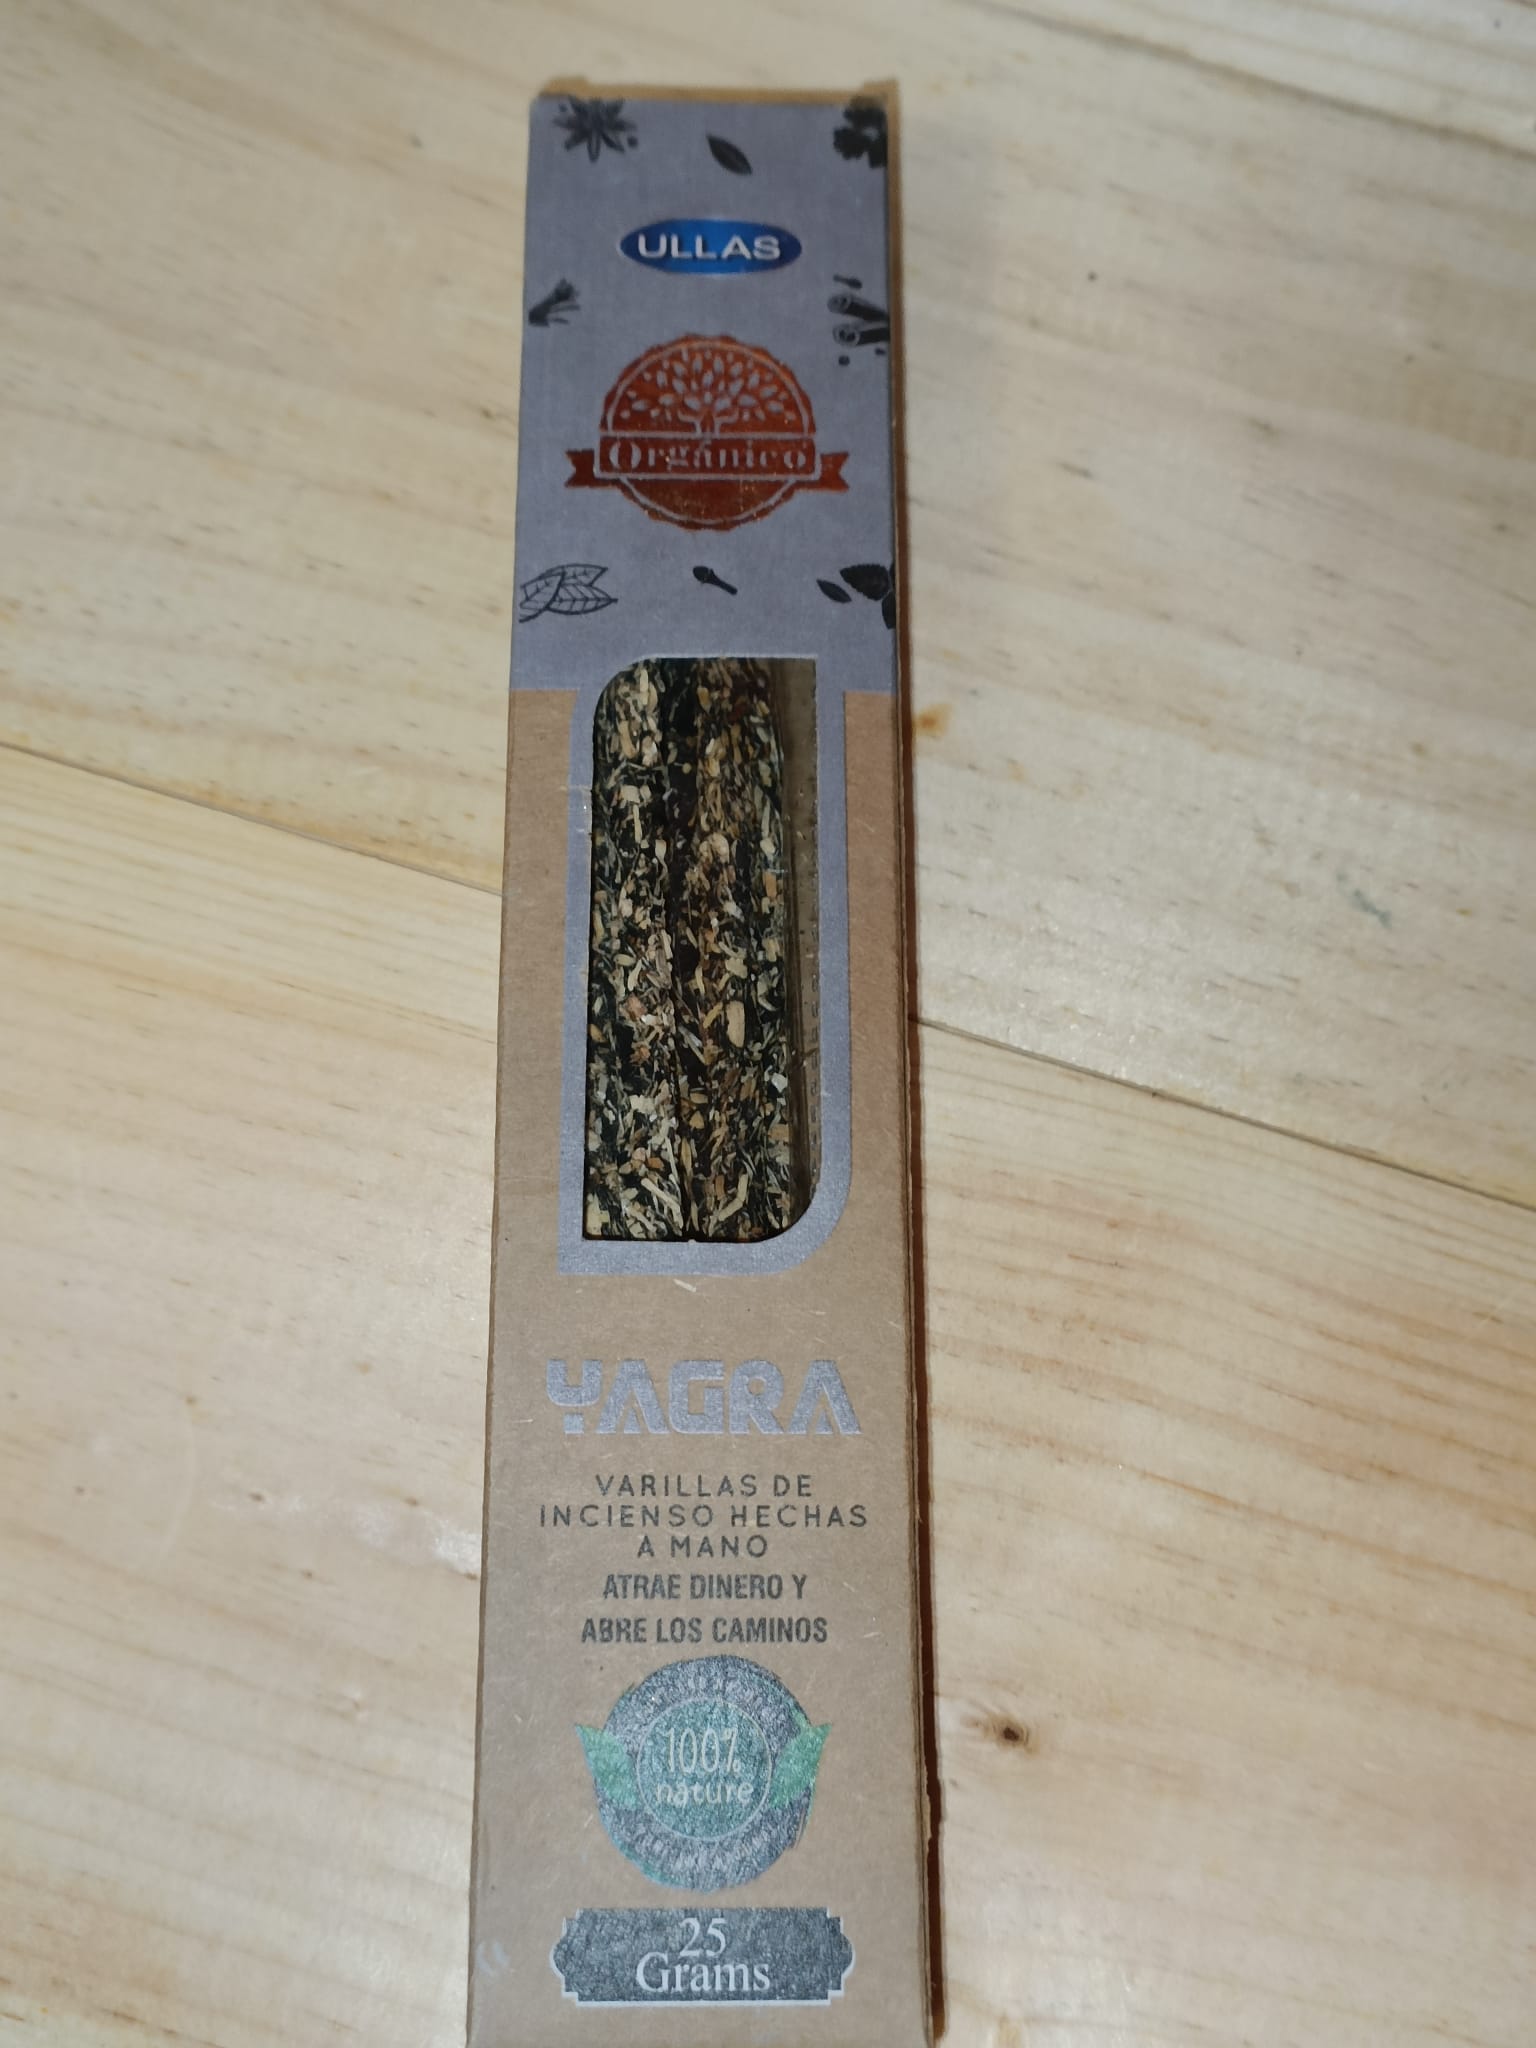 ULLAS
Orgánico
YAGRA
VARILLAS DE
INCIENSO HECHAS
A MANO
ATRAE DINERO Y
ABRE LOS CAMINOS
100%
nature
25
Grams